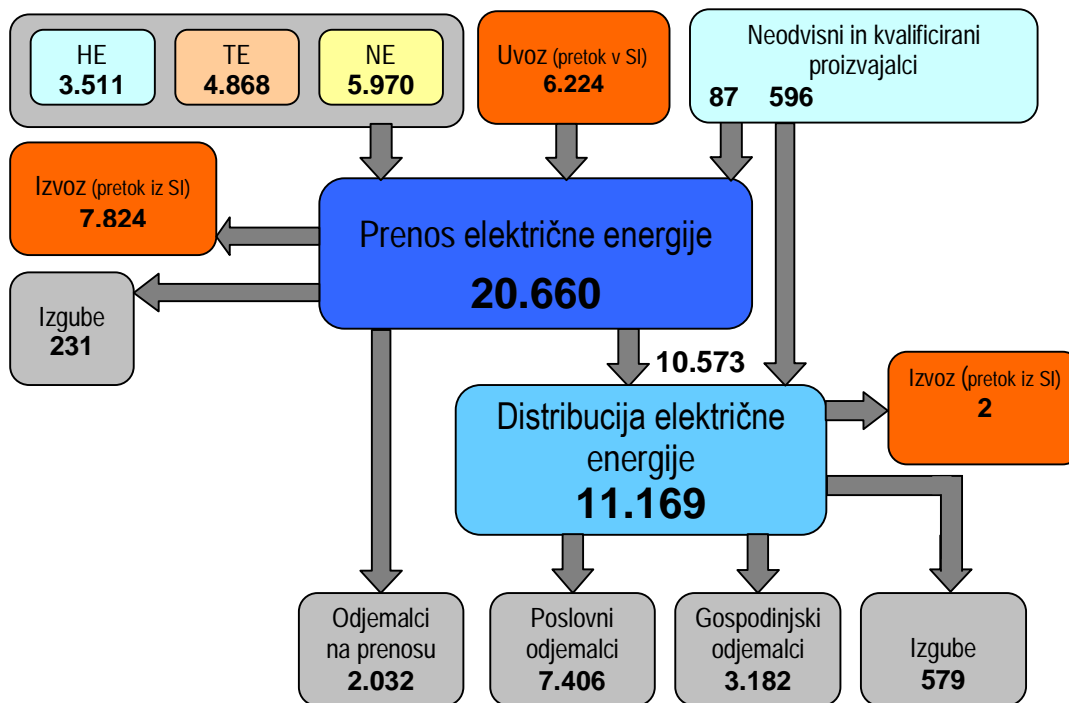 HE
3.511
TE
4.868
NE
5.970
Uvoz (pretok v SI)
6.224
Neodvisni in kvalificirani
proizvajalci
87 596
Izvoz (pretok iz SI)
7.824
Prenos električne energije
20.660
Izgube
231
10.573
Izvoz (pretok iz SI)
2
Distribucija električne
energije
11.169
Odjemalci
na prenosu
2.032
Poslovni
odjemalci
7.406
Gospodinjski
odjemalci
3.182
Izgube
579